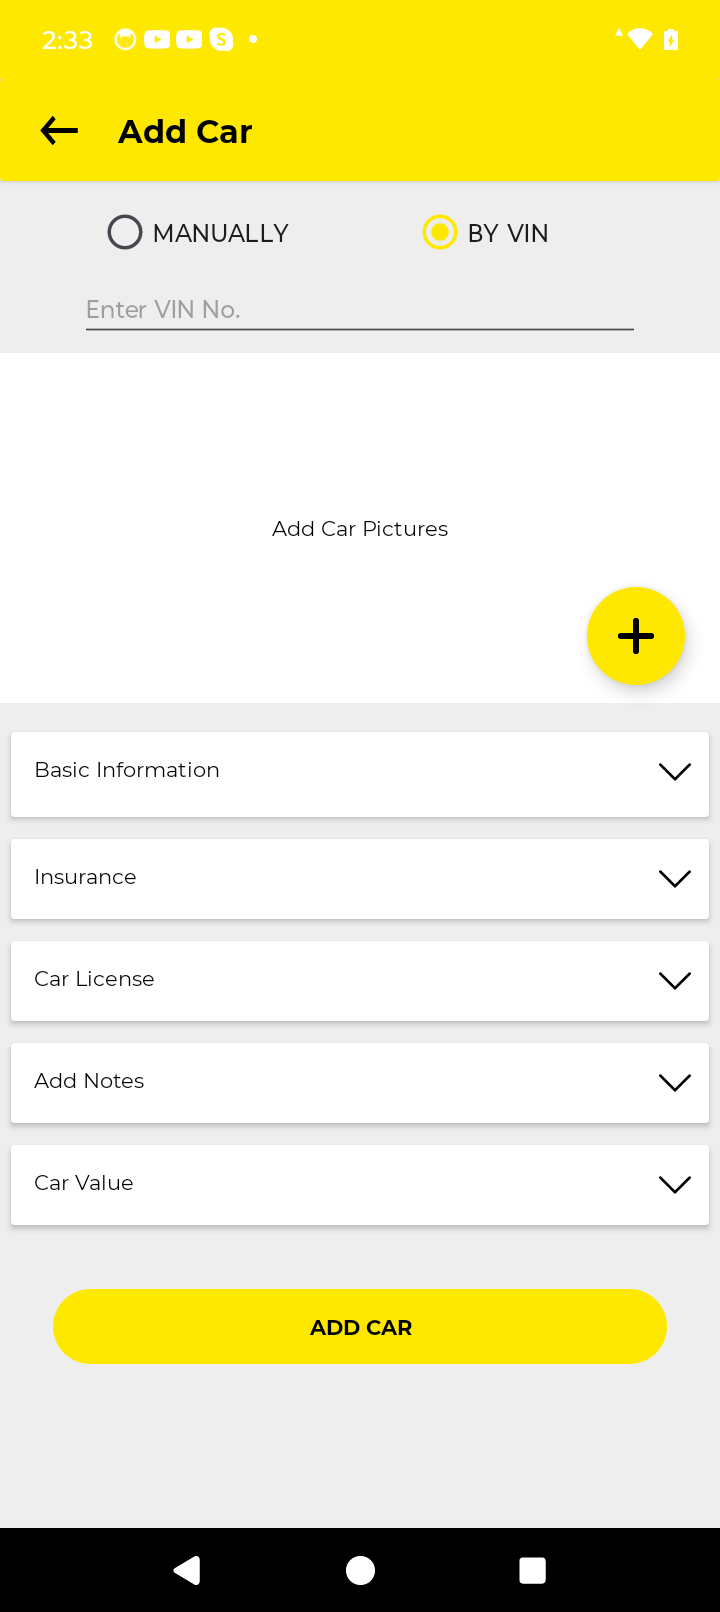 2:33
Add Car
MANUALLY
BY VIN
Enter VIN No.
Add Car Pictures
Basic Information
Insurance
Car License
Add Notes
Car Value
ADD CAR